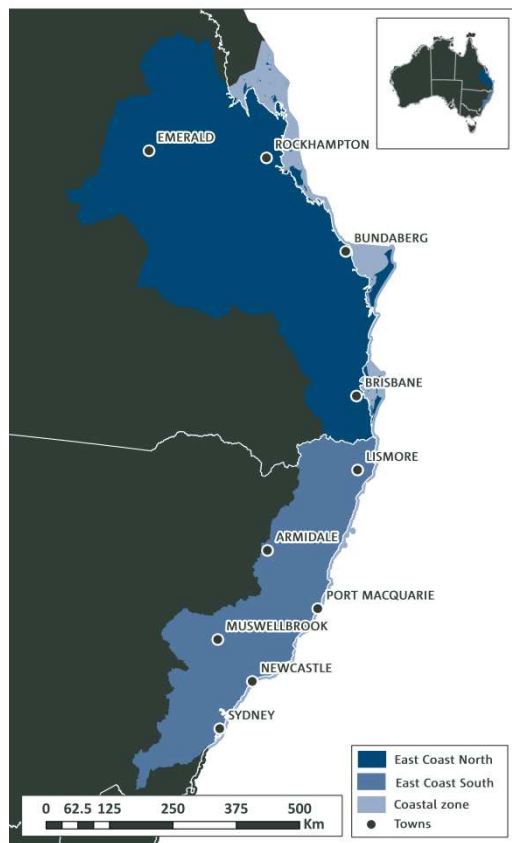 EMERALD
ROCKHAMPTON
BUNDABERG
BRISBANE
LISMORE
ARMIDALE
PORT MACQUARIE
MUSWELLBROOK
NEWCASTLE
SYDNEY
East Coast North
East Coast South
Coastal zone
Towns
0 62.5 125 250 375 500
Km